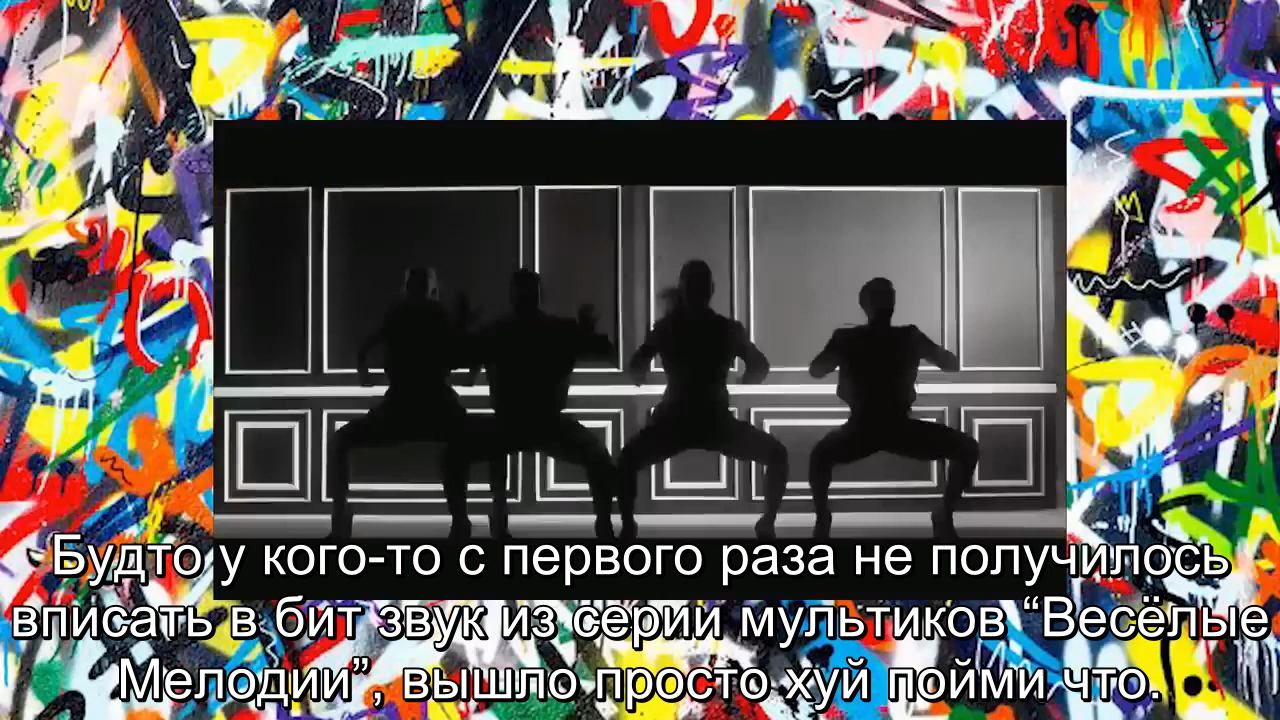 Будто у кого-то с первого раза не получилось
вписать в бит звук из серии мультиков “Весёлые
Мелодии”, вышло просто хуй пойми что.